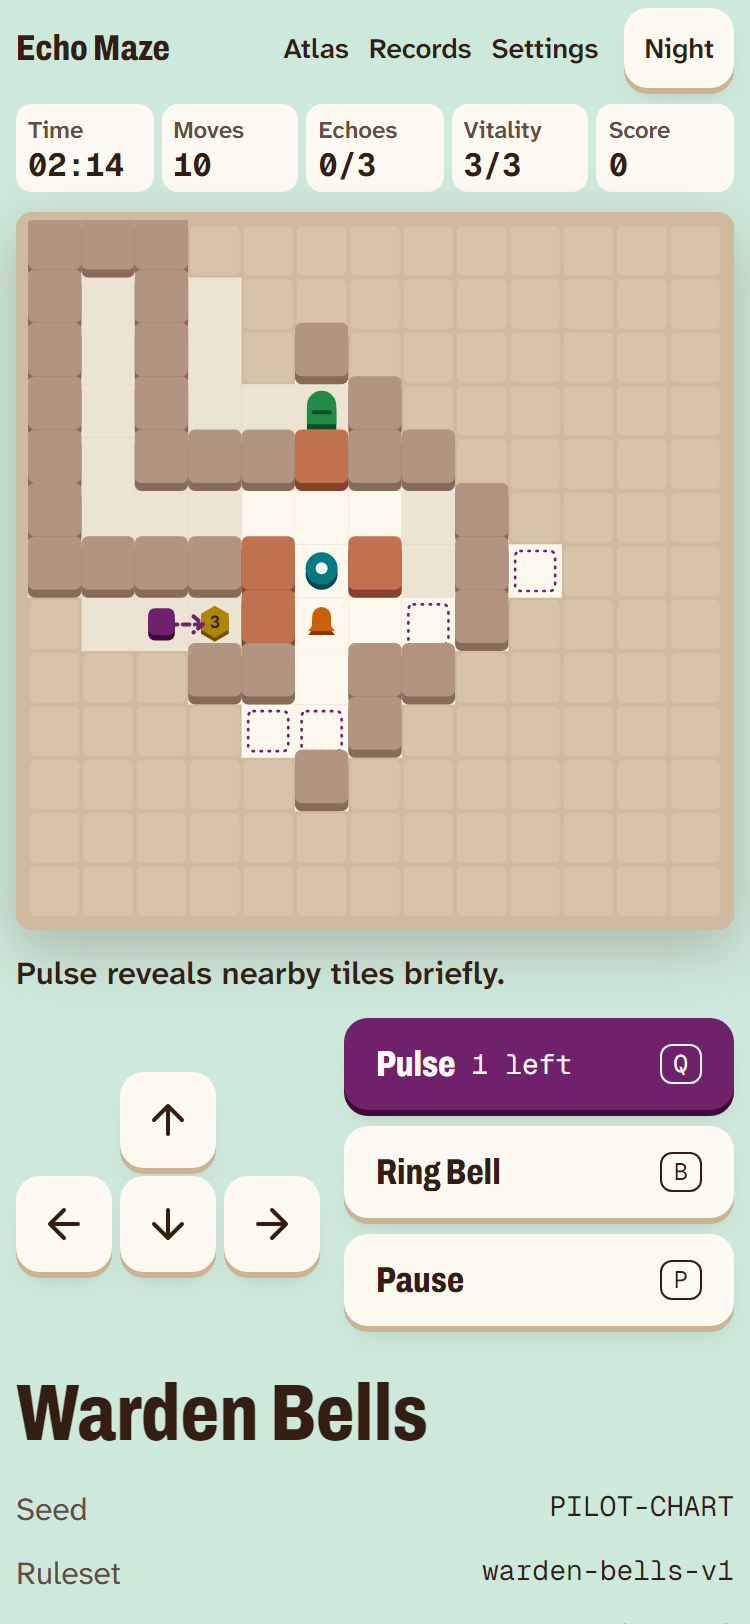 Echo Maze Atlas Records Settings Night
Time Moves Echoes Vitality Score
02:14 10 0/3 3/3 0
3
Pulse reveals nearby tiles briefly.
Pulse 1 left Q
Ring Bell B
Pause P
Warden Bells
Seed PILOT-CHART
Ruleset warden-bells-v1